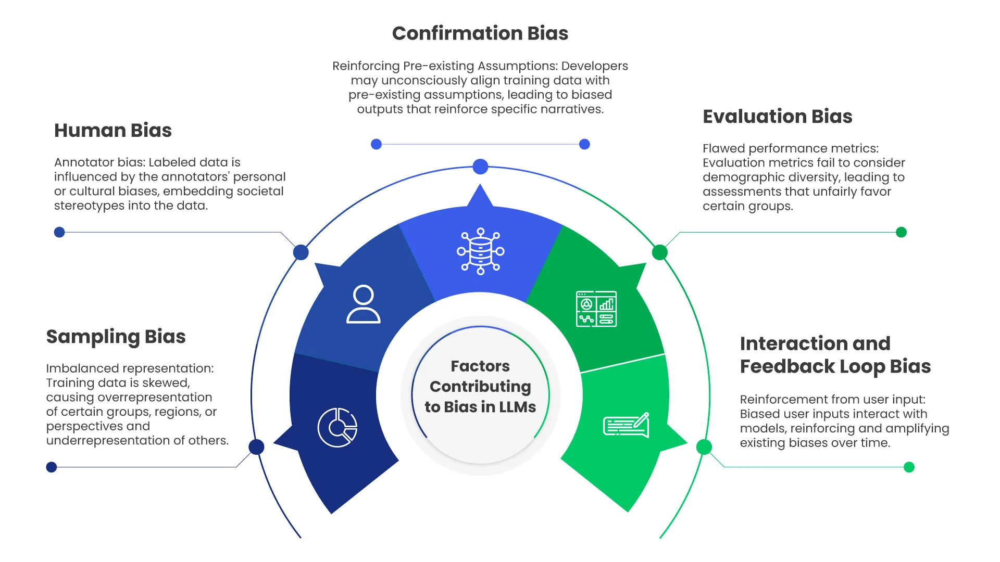 Confirmation Bias
Reinforcing Pre-existing Assumptions: Developers
may unconsciously align training data with
pre-existing assumptions, leading to biased
outputs that reinforce specific narratives.
Human Bias
Annotator bias: Labeled data is
influenced by the annotators' personal
or cultural biases, embedding societal
stereotypes into the data.
Evaluation Bias
Flawed performance metrics:
Evaluation metrics fail to consider
demographic diversity, leading to
assessments that unfairly favor
certain groups.
Sampling Bias
Imbalanced representation:
Training data is skewed,
causing overrepresentation
of certain groups, regions, or
perspectives and
underrepresentation of others.
Factors
Contributing
to Bias in LLMs
Interaction and
Feedback Loop Bias
Reinforcement from user input:
Biased user inputs interact with
models, reinforcing and amplifying
existing biases over time.